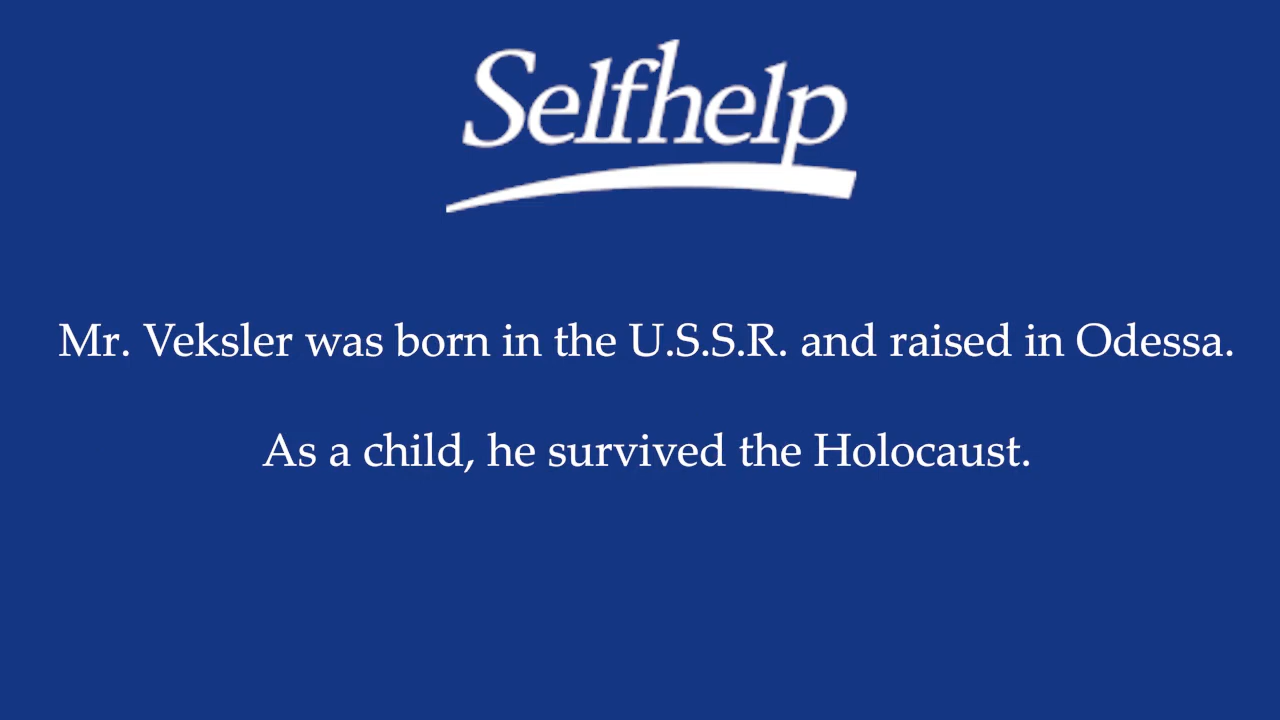 Selfhelp
Mr. Veksler was born in the U.S.S.R. and raised in Odessa.
As a child, he survived the Holocaust.